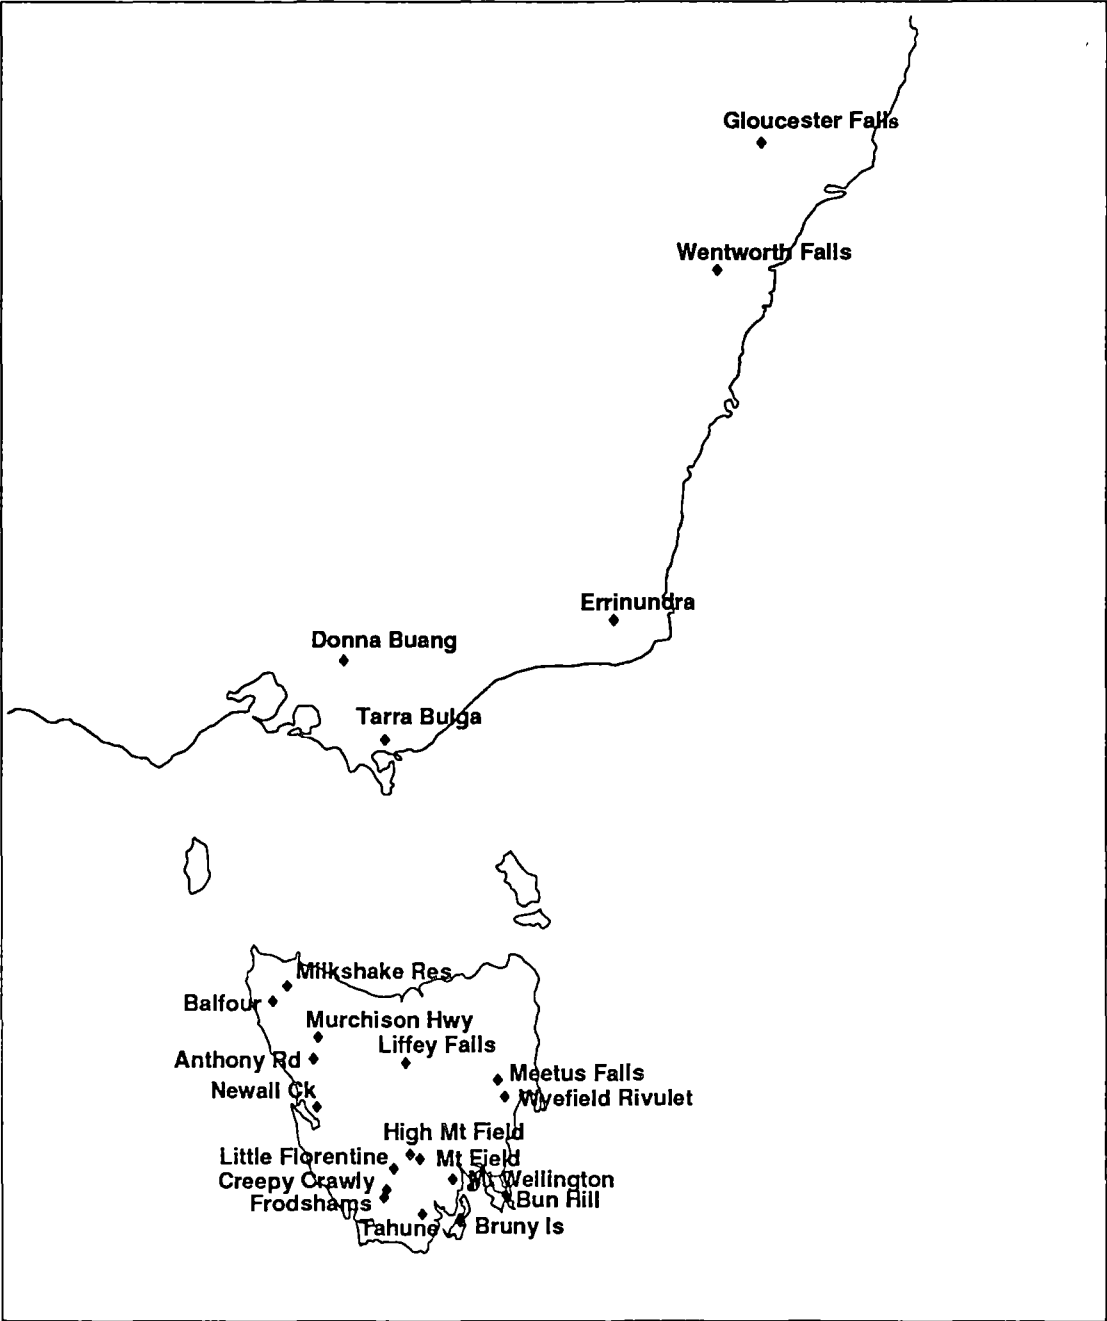 Gloucester Falls
Wentworth Falls
Errinundra
Donna Buang
Tarra Bulga
Milkshake Res
Balfour
Murchison Hwy
Liffey Falls
Anthony Rd
Meetus Falls
Newall Ck
Wyefield Rivulet
High Mt Field
Little Florentine
Mt Field
Creepy Crawly
Mt Wellington
Frodshams
Bun Hill
Tahune
Bruny Is